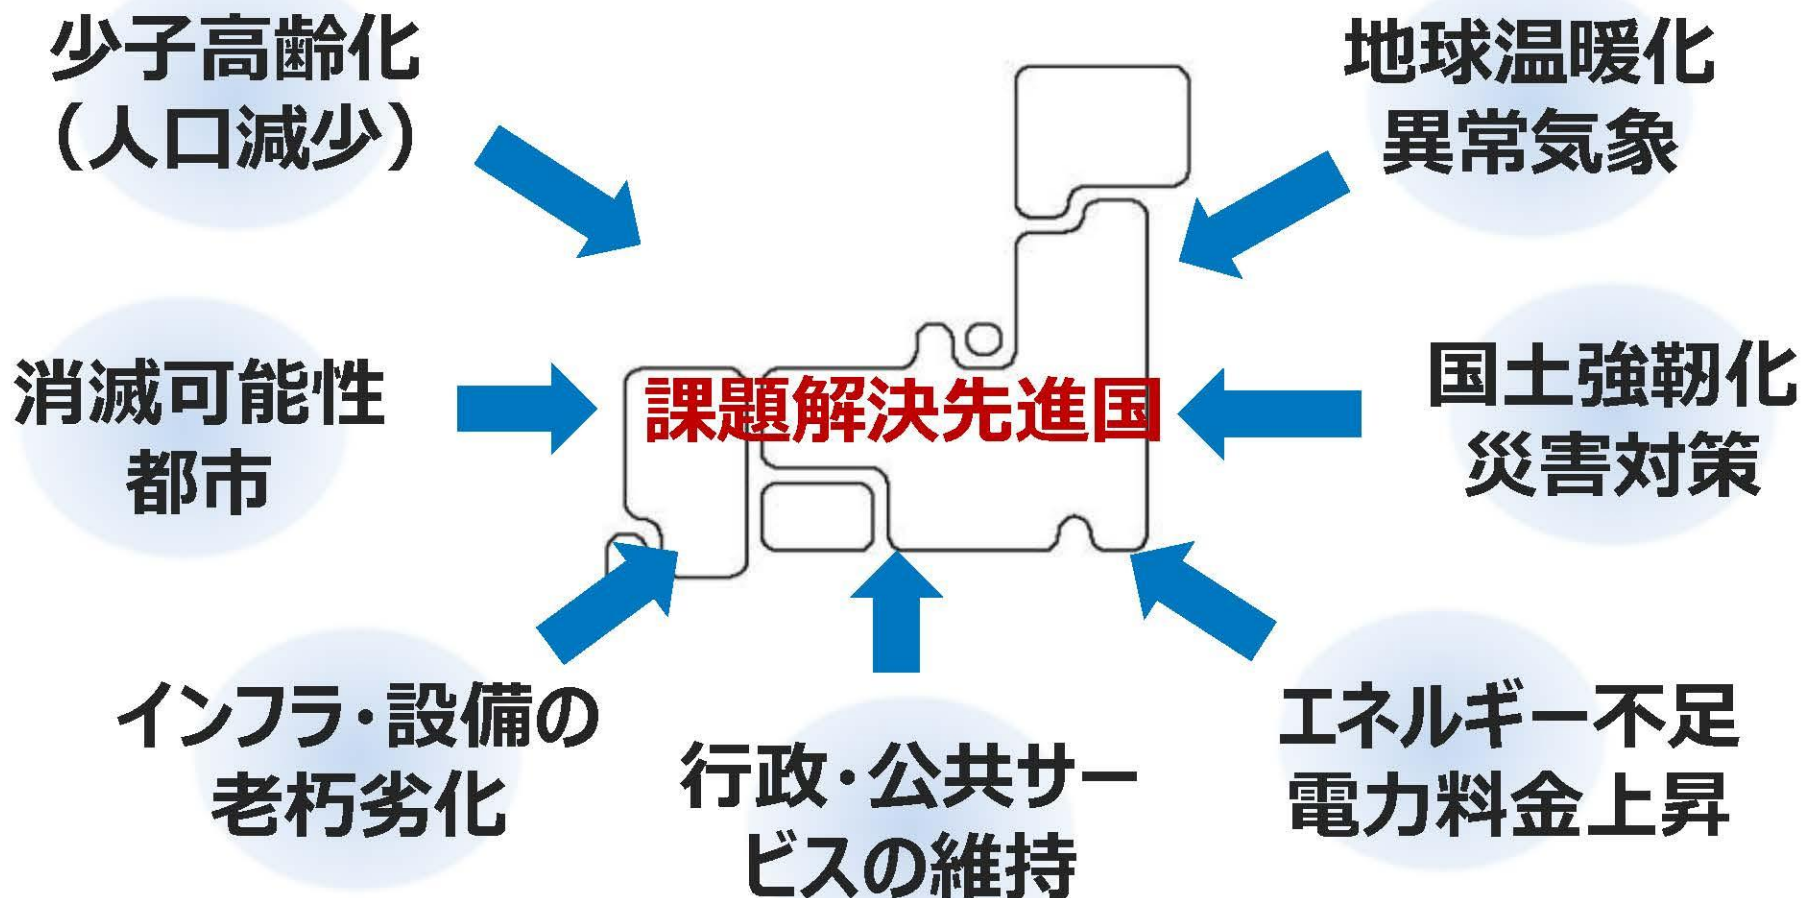 少子高齢化
（人口減少）
地球温暖化
異常気象
消滅可能性
都市
課題解決先進国
国土強靭化
災害対策
インフラ・設備の
老朽劣化
行政・公共サー
ビスの維持
エネルギー不足
電力料金上昇